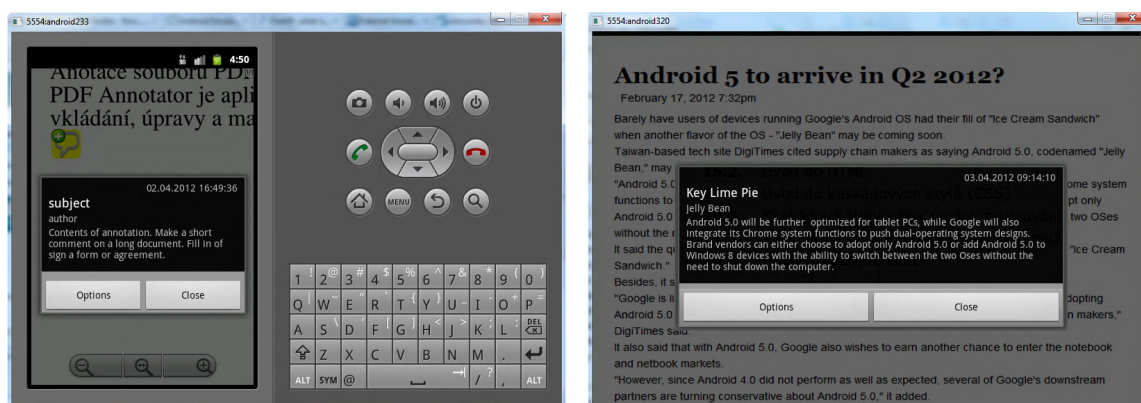 5554:android233
4:50
Anotace souboru PD
PDF Annotator je apli
vkládání, úpravy a ma
02.04.2012 16:49:36
subject
author
Contents of annotation. Make a short
comment on a long document. Fill in of
sign a form or agreement.
Options Close
MENU
1 ! 2 @ 3 # 4 $ 5 % 6 ^ 7 & 8 * 9 ( 0 )
Q | W ~ E " R ` T { Y } U _ I - O + P =
A S \ D ' F [ G ] H < J > K ; L : DEL
Z X C V B N M .
ALT SYM @ / ? , ALT
5554:android320
Android 5 to arrive in Q2 2012?
February 17, 2012 7:32pm
Barely have users of devices running Google's Android OS had their fill of "Ice Cream Sandwich"
when another flavor of the OS - "Jelly Bean" may be coming soon.
Taiwan-based tech site DigiTimes cited supply chain makers as saying Android 5.0, codenamed "Jelly
Bean," may
"Android 5.0 ome system
functions to pt only
Android 5.0 two OSes
without the
It said the "Ice Cream
Sandwich."
Besides, it s
"Google is li dopting
Android 5.0 n makers,"
DigiTimes said.
It also said that with Android 5.0, Google also wishes to earn another chance to enter the notebook
and netbook markets.
"However, since Android 4.0 did not perform as well as expected, several of Google's downstream
partners are turning conservative about Android 5.0," it added.
03.04.2012 09:14:10
Key Lime Pie
Jelly Bean
Android 5.0 will be further optimized for tablet PCs, while Google will also
integrate its Chrome system functions to push dual-operating system designs.
Brand vendors can either choose to adopt only Android 5.0 or add Android 5.0 to
Windows 8 devices with the ability to switch between the two Oses without the
need to shut down the computer.
Options Close